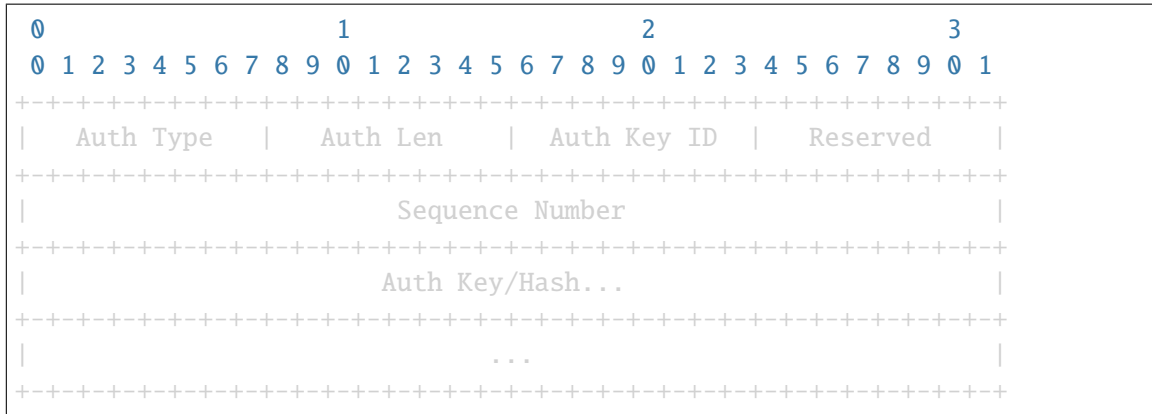 0                   1                   2                   3
 0 1 2 3 4 5 6 7 8 9 0 1 2 3 4 5 6 7 8 9 0 1 2 3 4 5 6 7 8 9 0 1
+-+-+-+-+-+-+-+-+-+-+-+-+-+-+-+-+-+-+-+-+-+-+-+-+-+-+-+-+-+-+-+-+
|   Auth Type   |   Auth Len    |  Auth Key ID  |   Reserved    |
+-+-+-+-+-+-+-+-+-+-+-+-+-+-+-+-+-+-+-+-+-+-+-+-+-+-+-+-+-+-+-+-+
|                        Sequence Number                        |
+-+-+-+-+-+-+-+-+-+-+-+-+-+-+-+-+-+-+-+-+-+-+-+-+-+-+-+-+-+-+-+-+
|                       Auth Key/Hash...                        |
+-+-+-+-+-+-+-+-+-+-+-+-+-+-+-+-+-+-+-+-+-+-+-+-+-+-+-+-+-+-+-+-+
|                              ...                              |
+-+-+-+-+-+-+-+-+-+-+-+-+-+-+-+-+-+-+-+-+-+-+-+-+-+-+-+-+-+-+-+-+